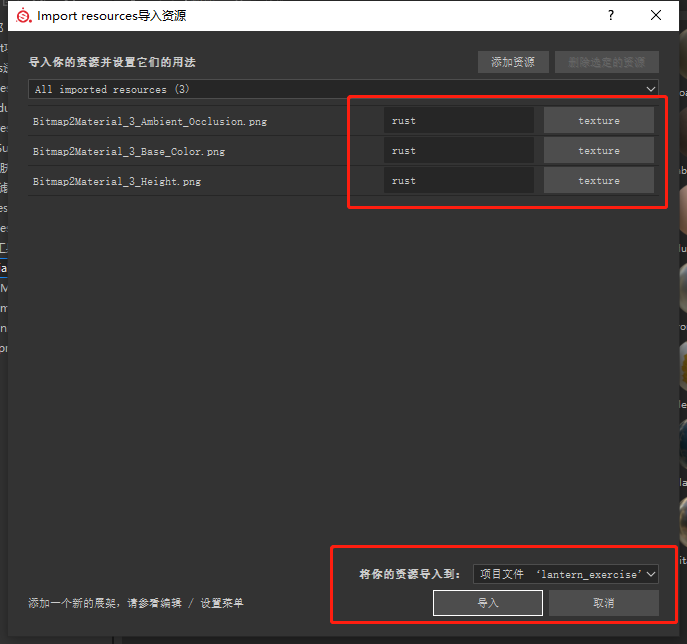 Import resources导入资源 ?
导入你的资源并设置它们的用法 添加资源 删除选定的资源
All imported resources (3)
Bitmap2Material_3_Ambient_Occlusion.png rust texture
Bitmap2Material_3_Base_Color.png rust texture
Bitmap2Material_3_Height.png rust texture
将你的资源导入到: 项目文件 ‘lantern_exercise’
添加一个新的展架, 请参看编辑 / 设置菜单 导入 取消